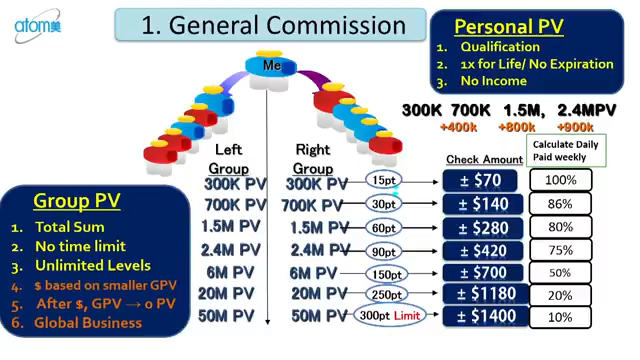 atom美
1. General Commission
Personal PV
1. Qualification
2. 1x for Life/ No Expiration
3. No Income
Me
300K 700K 1.5M, 2.4MPV
+400k +800k +900k
Left Group
Right Group
Check Amount
Calculate Daily
Paid weekly
300K PV 300K PV 15pt ± $70 100%
700K PV 700K PV 30pt ± $140 86%
1.5M PV 1.5M PV 60pt ± $280 80%
2.4M PV 2.4M PV 90pt ± $420 75%
6M PV 6M PV 150pt ± $700 50%
20M PV 20M PV 250pt ± $1180 20%
50M PV 50M PV 300pt Limit ± $1400 10%
Group PV
1. Total Sum
2. No time limit
3. Unlimited Levels
4. $ based on smaller GPV
5. After $, GPV → 0 PV
6. Global Business